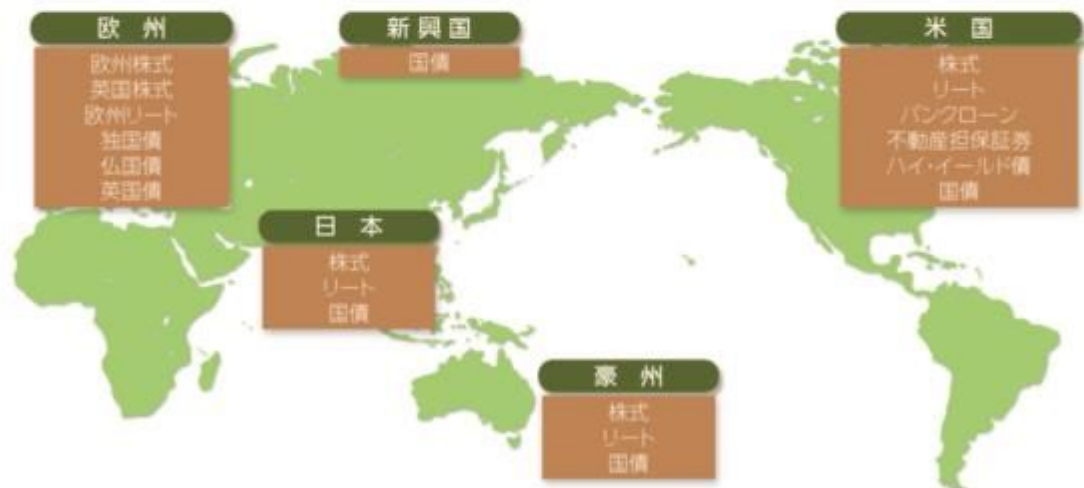 欧州
欧州株式
英国株式
欧州リート
独国債
仏国債
英国債
新興国
国債
米国
株式
リート
バンクローン
不動産担保証券
ハイ・イールド債
国債
日本
株式
リート
国債
豪州
株式
リート
国債